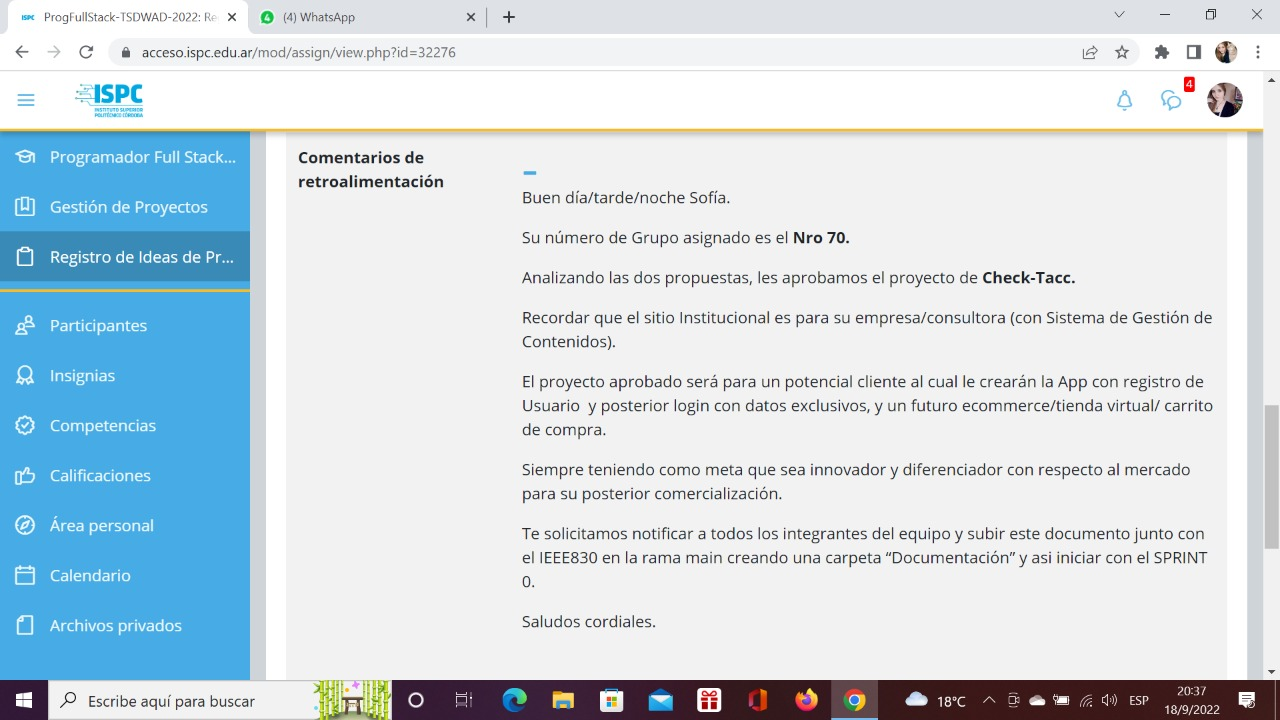 ISPC
ProgFullStack-TSDWAD-2022: Re
4
(4) WhatsApp
acceso.ispc.edu.ar/mod/assign/view.php?id=32276
ISPC
INSTITUTO SUPERIOR
POLITÉCNICO CÓRDOBA
4
Programador Full Stack...
Gestión de Proyectos
Registro de Ideas de Pr...
Participantes
Insignias
Competencias
Calificaciones
Área personal
Calendario
Archivos privados
Comentarios de
retroalimentación
Buen día/tarde/noche Sofía.
Su número de Grupo asignado es el Nro 70.
Analizando las dos propuestas, les aprobamos el proyecto de Check-Tacc.
Recordar que el sitio Institucional es para su empresa/consultora (con Sistema de Gestión de
Contenidos).
El proyecto aprobado será para un potencial cliente al cual le crearán la App con registro de
Usuario y posterior login con datos exclusivos, y un futuro ecommerce/tienda virtual/ carrito
de compra.
Siempre teniendo como meta que sea innovador y diferenciador con respecto al mercado
para su posterior comercialización.
Te solicitamos notificar a todos los integrantes del equipo y subir este documento junto con
el IEEE830 en la rama main creando una carpeta “Documentación” y asi iniciar con el SPRINT
0.
Saludos cordiales.
Escribe aquí para buscar
18°C
ESP
20:37
18/9/2022